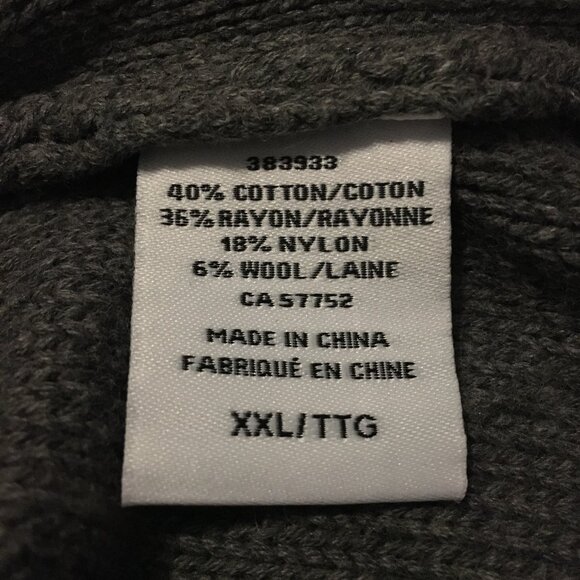 383933
40% COTTON/COTON
36% RAYON/RAYONNE
18% NYLON
6% WOOL/LAINE
CA 57752
MADE IN CHINA
FABRIQUÉ EN CHINE
XXL/TTG